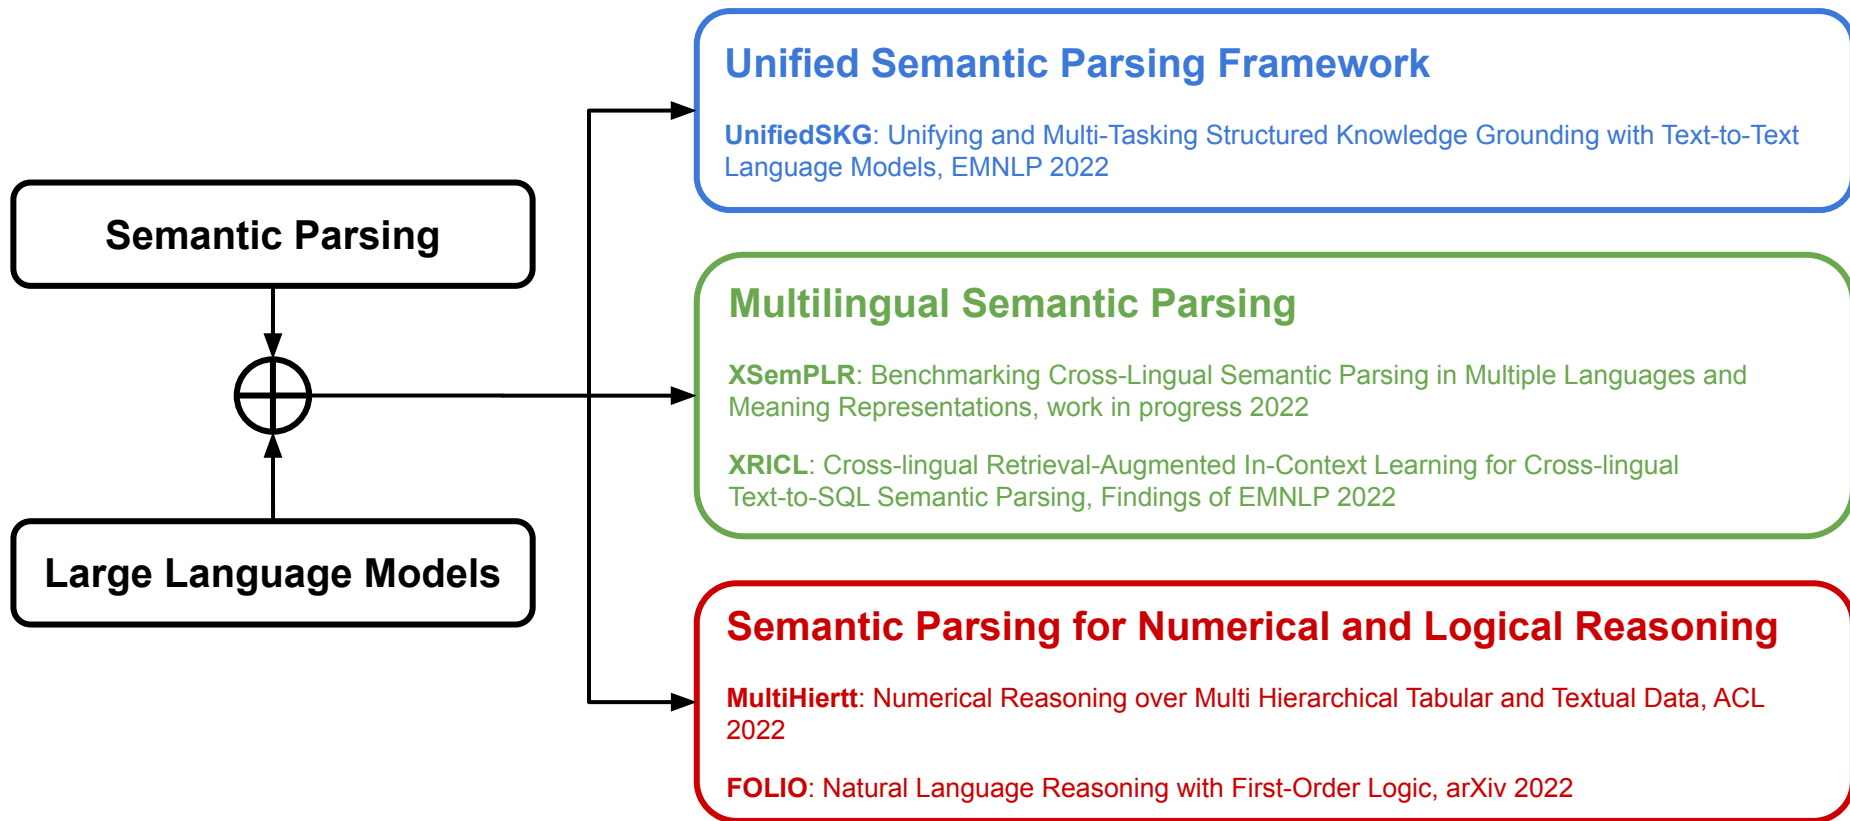 Semantic Parsing
Large Language Models
Unified Semantic Parsing Framework
UnifiedSKG: Unifying and Multi-Tasking Structured Knowledge Grounding with Text-to-Text
Language Models, EMNLP 2022
Multilingual Semantic Parsing
XSemPLR: Benchmarking Cross-Lingual Semantic Parsing in Multiple Languages and
Meaning Representations, work in progress 2022
XRICL: Cross-lingual Retrieval-Augmented In-Context Learning for Cross-lingual
Text-to-SQL Semantic Parsing, Findings of EMNLP 2022
Semantic Parsing for Numerical and Logical Reasoning
MultiHiertt: Numerical Reasoning over Multi Hierarchical Tabular and Textual Data, ACL
2022
FOLIO: Natural Language Reasoning with First-Order Logic, arXiv 2022